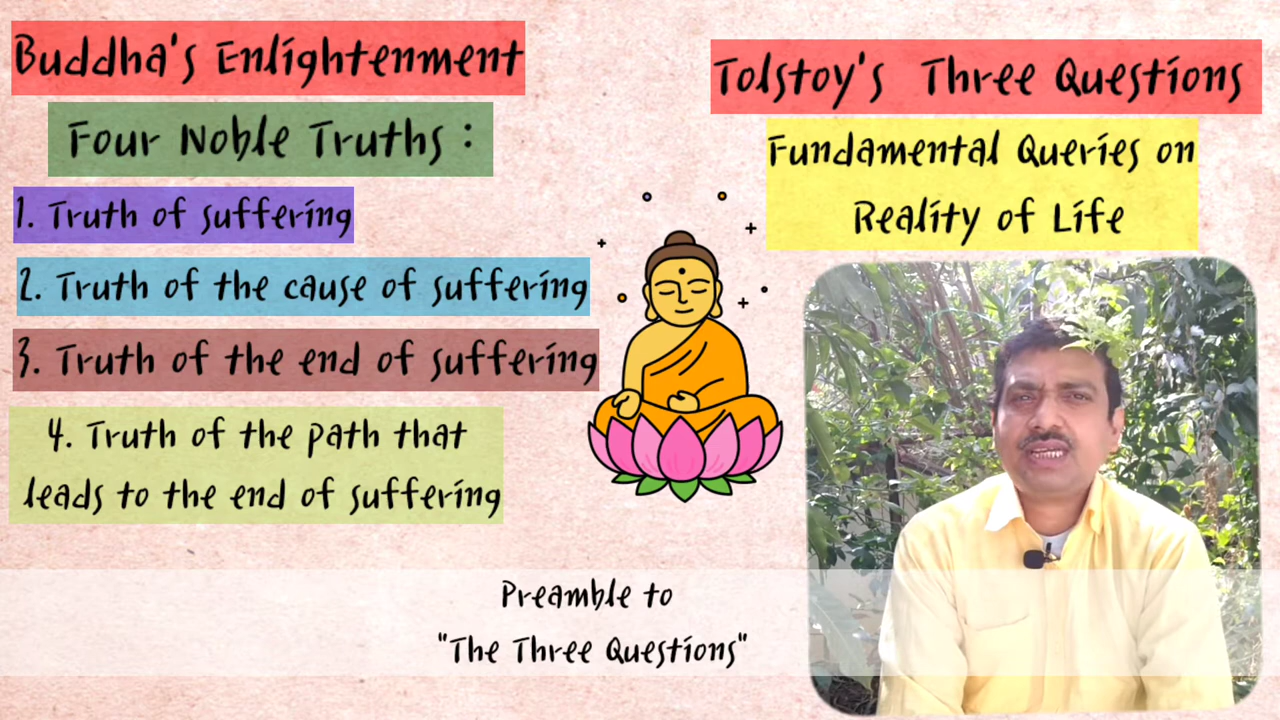 Buddha's Enlightenment
Four Noble Truths :
1. Truth of suffering
2. Truth of the cause of suffering
3. Truth of the end of suffering
4. Truth of the path that
leads to the end of suffering
Tolstoy's Three Questions
Fundamental Queries on
Reality of Life
Preamble to
"The Three Questions"